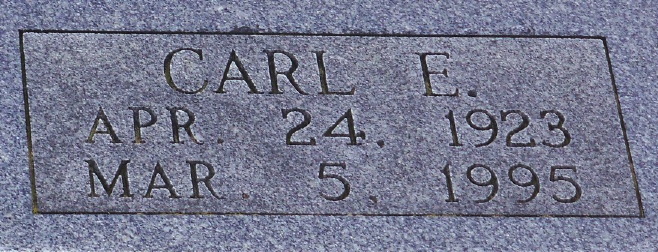 CARL E.
APR. 24. 1923
MAR. 5, 1995